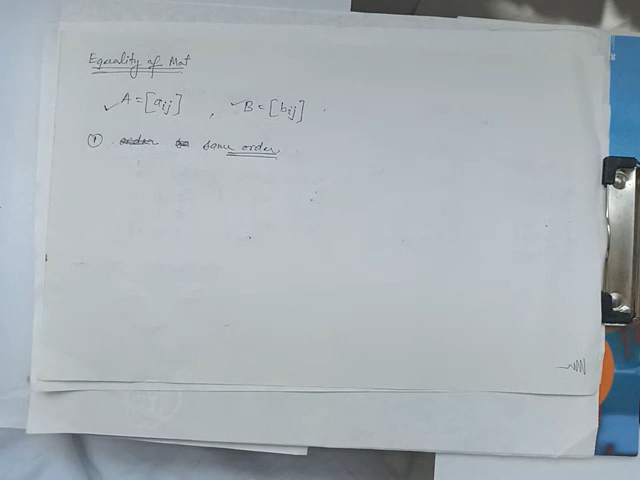 Equality of Mat
✓A = [aij] , ✓B = [bij]
① same order